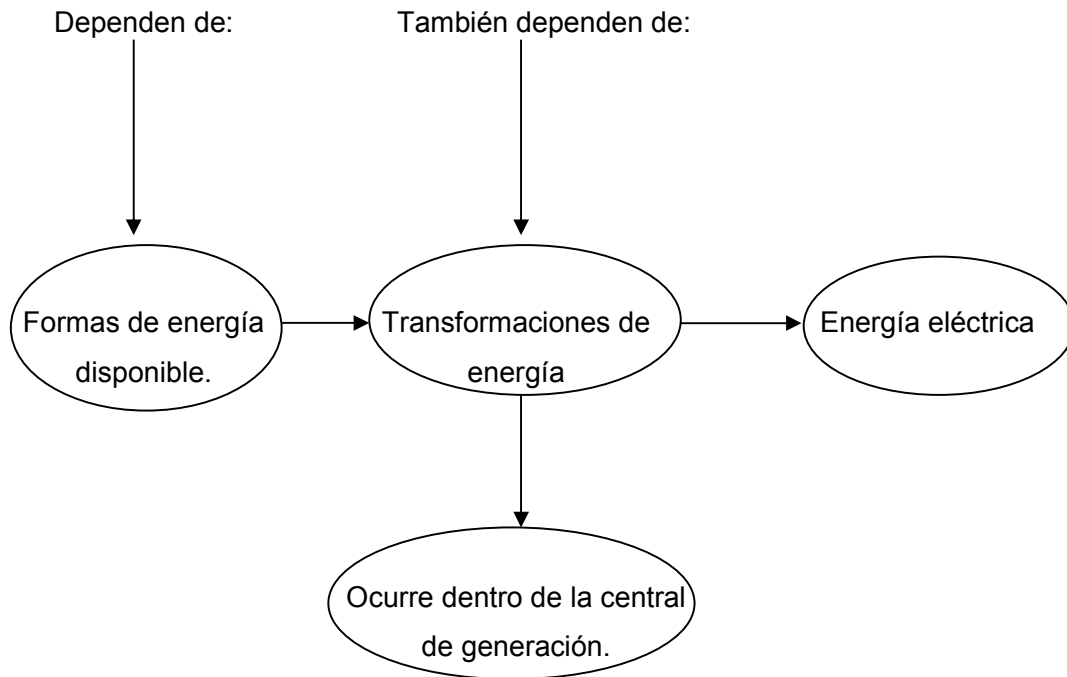 Dependen de:
También dependen de:
Formas de energía
disponible.
Transformaciones de
energía
Energía eléctrica
Ocurre dentro de la central
de generación.